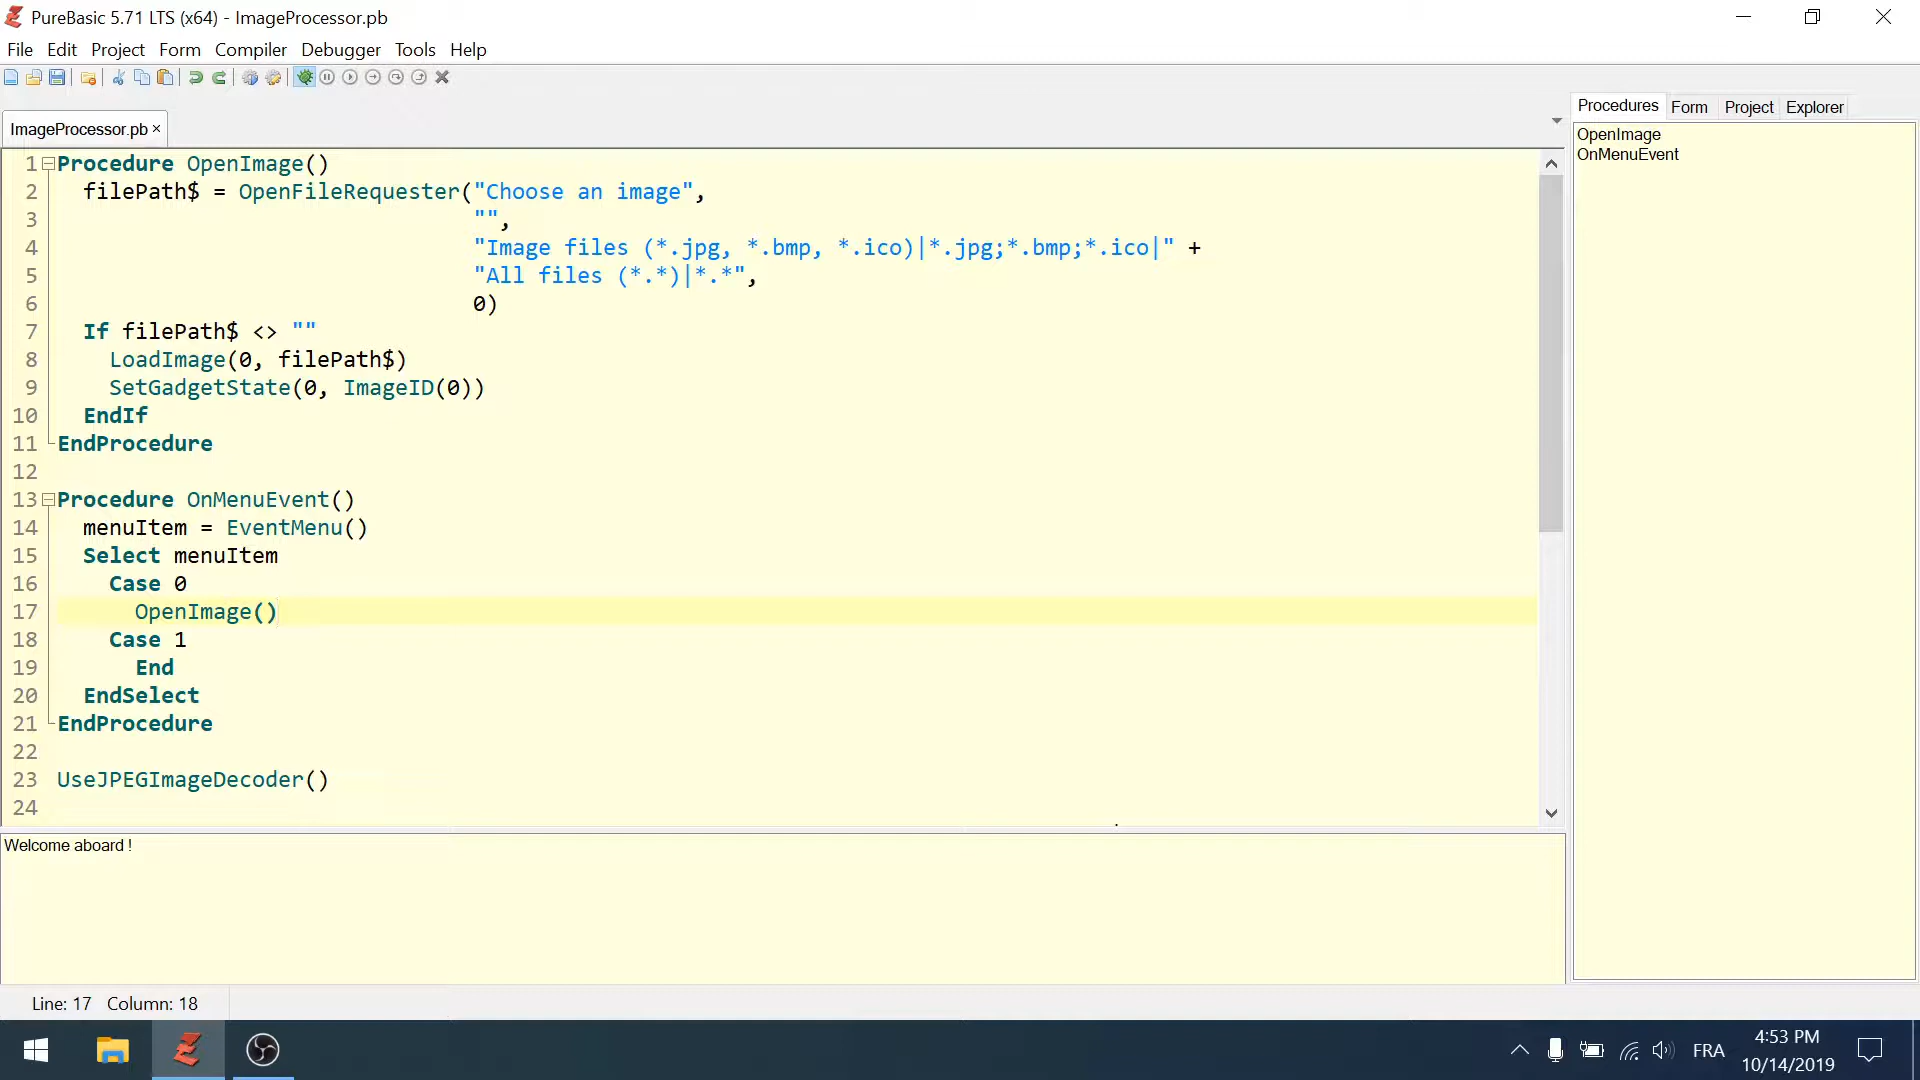 PureBasic 5.71 LTS (x64) - ImageProcessor.pb
File Edit Project Form Compiler Debugger Tools Help
ImageProcessor.pb ×
1 Procedure OpenImage()
2 filePath$ = OpenFileRequester("Choose an image",
3 "",
4 "Image files (*.jpg, *.bmp, *.ico)|*.jpg;*.bmp;*.ico|" +
5 "All files (*.*)|*.*",
6 0)
7 If filePath$ <> ""
8 LoadImage(0, filePath$)
9 SetGadgetState(0, ImageID(0))
10 EndIf
11 EndProcedure
12
13 Procedure OnMenuEvent()
14 menuItem = EventMenu()
15 Select menuItem
16 Case 0
17 OpenImage()
18 Case 1
19 End
20 EndSelect
21 EndProcedure
22
23 UseJPEGImageDecoder()
24
Procedures Form Project Explorer
OpenImage
OnMenuEvent
Welcome aboard !
Line: 17 Column: 18
FRA
4:53 PM
10/14/2019